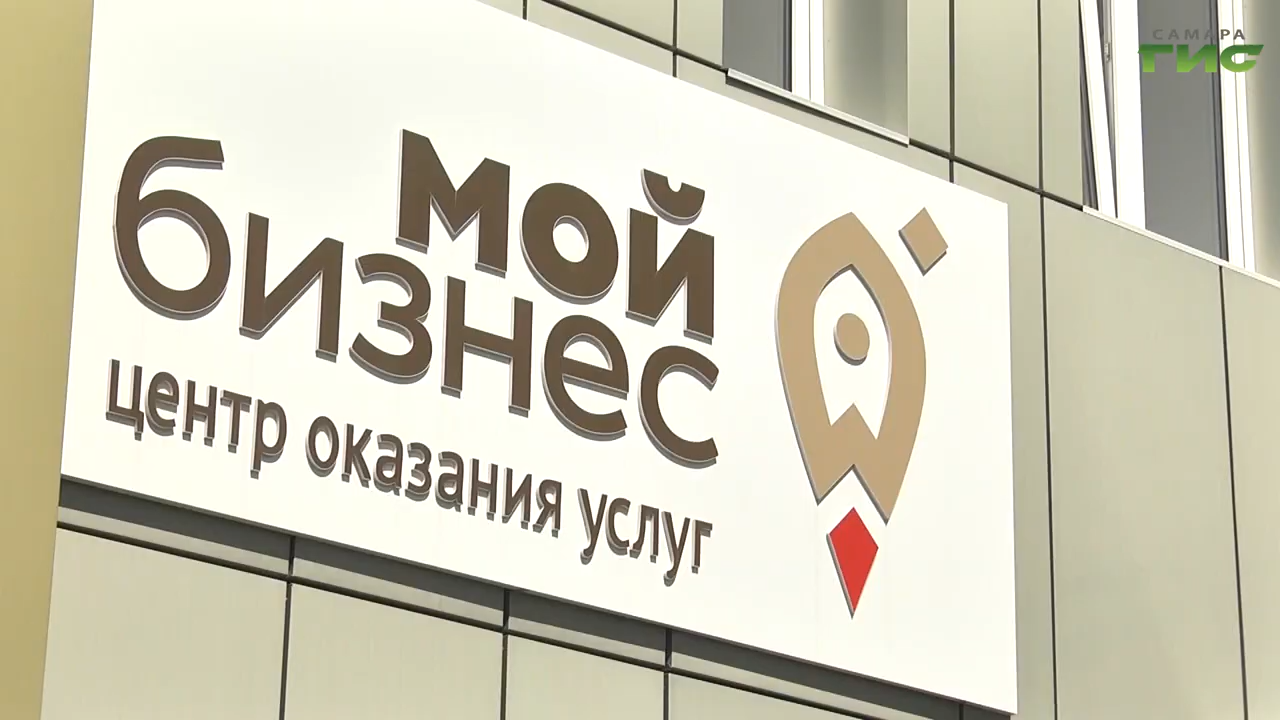 мой
бизнес
центр оказания услуг
САМАРА
ГИС